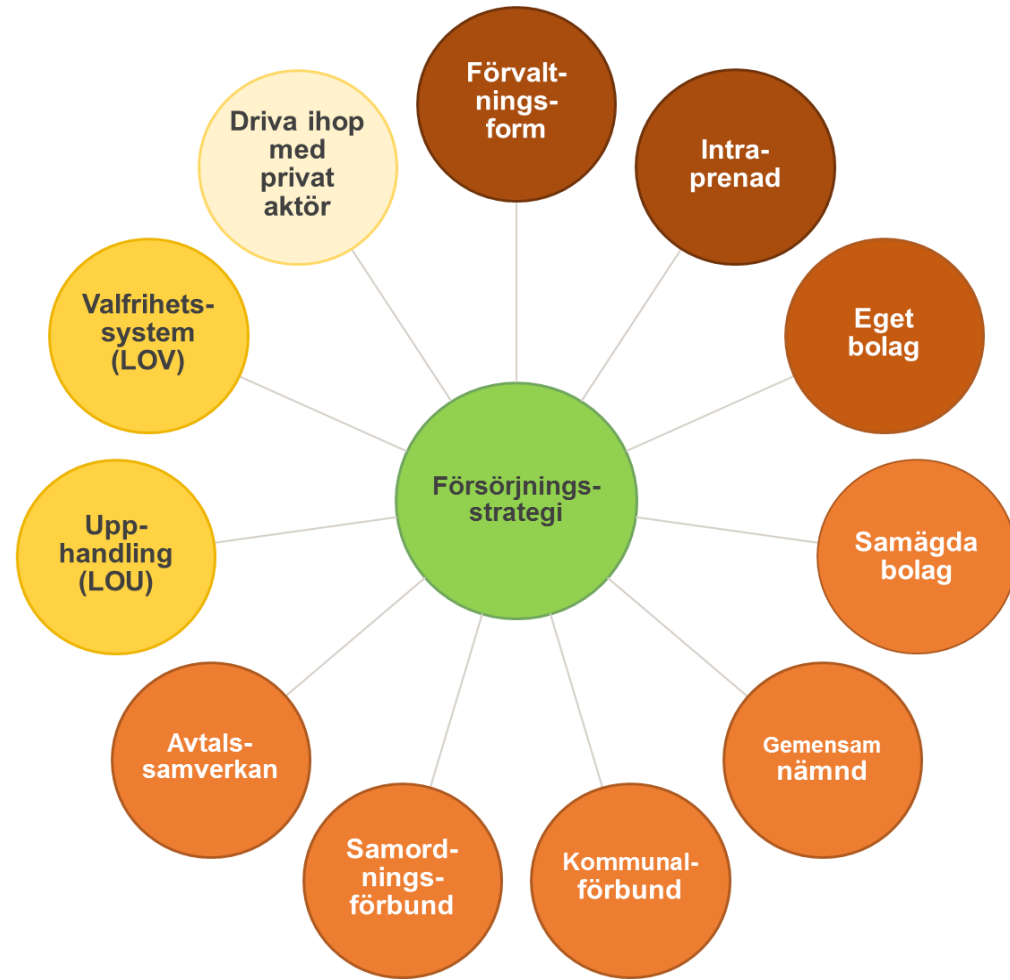 Förvalt-
nings-
form
Intra-
prenad
Eget
bolag
Samägda
bolag
Gemensam
nämnd
Kommunal-
förbund
Samord-
nings-
förbund
Avtals-
samverkan
Upp-
handling
(LOU)
Valfrihets-
system
(LOV)
Driva ihop
med
privat
aktör
Försörjnings-
strategi